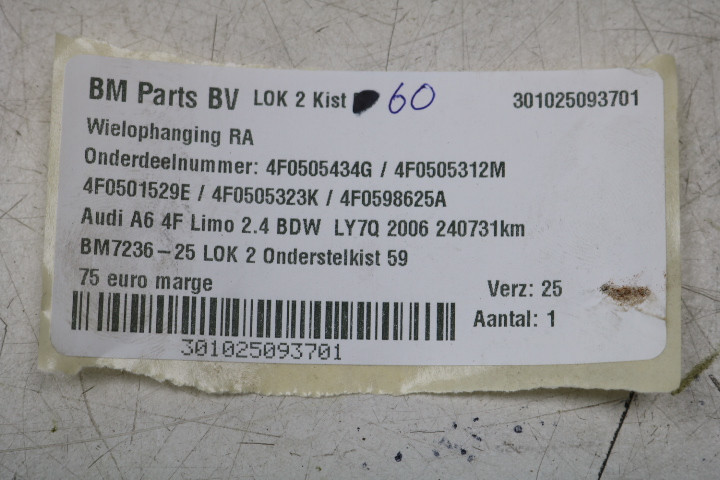 BM Parts BV LOK 2 Kist 60 301025093701
Wielophanging RA
Onderdeelnummer: 4F0505434G / 4F0505312M
4F0501529E / 4F0505323K / 4F0598625A
Audi A6 4F Limo 2.4 BDW LY7Q 2006 240731km
BM7236-25 LOK 2 Onderstelkist 59
75 euro marge Verz: 25
Aantal: 1
301025093701